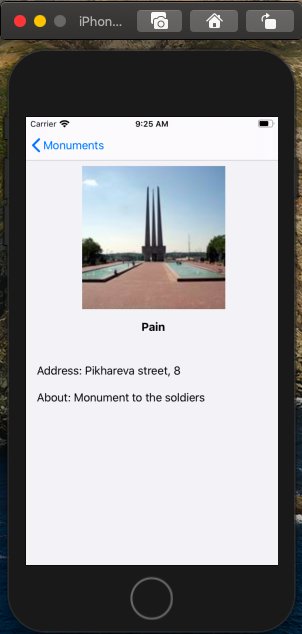 iPhon...
Carrier
9:25 AM
Monuments
Pain
Address: Pikhareva street, 8
About: Monument to the soldiers